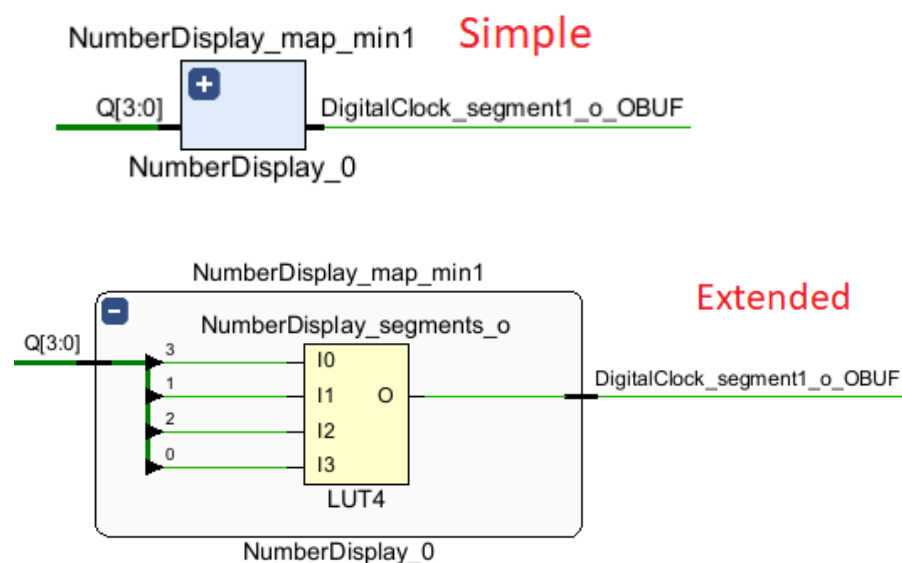 NumberDisplay_map_min1
Simple
Q[3:0]
+
DigitalClock_segment1_o_OBUF
NumberDisplay_0
NumberDisplay_map_min1
Extended
-
NumberDisplay_segments_o
Q[3:0]
3
I0
1
I1
O
DigitalClock_segment1_o_OBUF
2
I2
0
I3
LUT4
NumberDisplay_0